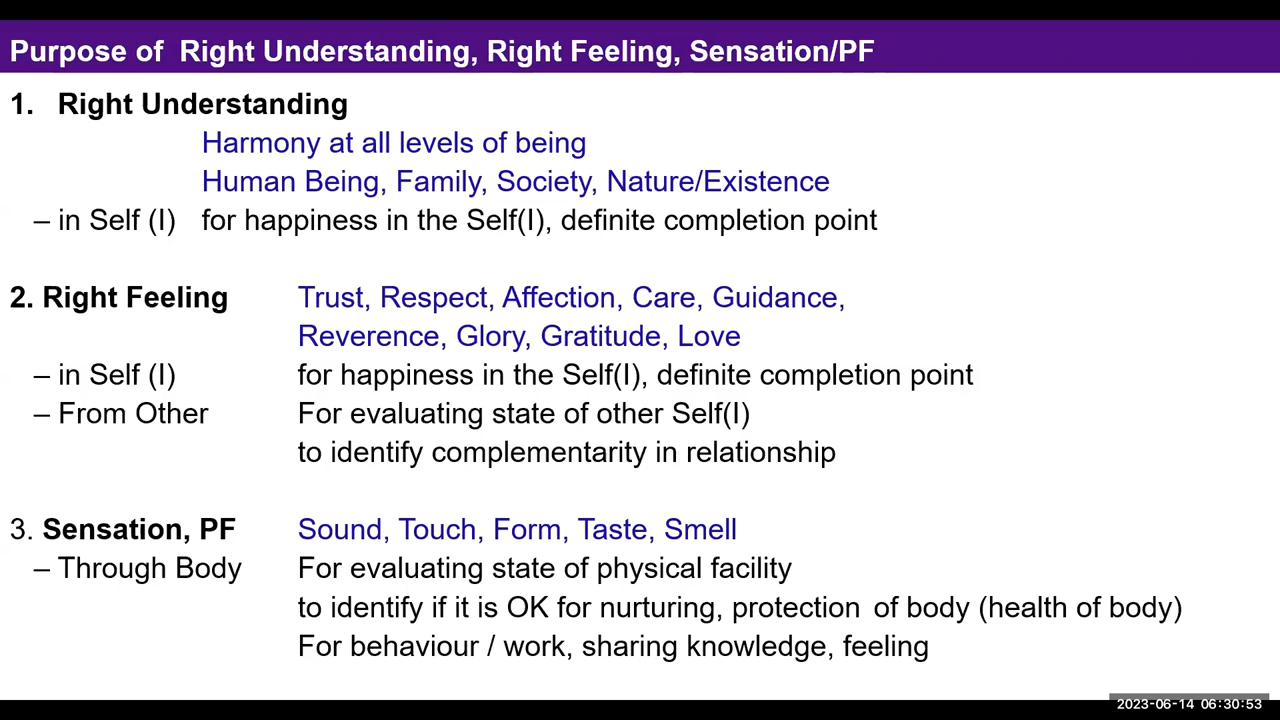 Purpose of Right Understanding, Right Feeling, Sensation/PF
1. Right Understanding
Harmony at all levels of being
Human Being, Family, Society, Nature/Existence
– in Self (I) for happiness in the Self(I), definite completion point
2. Right Feeling Trust, Respect, Affection, Care, Guidance,
Reverence, Glory, Gratitude, Love
– in Self (I) for happiness in the Self(I), definite completion point
– From Other For evaluating state of other Self(I)
to identify complementarity in relationship
3. Sensation, PF Sound, Touch, Form, Taste, Smell
– Through Body For evaluating state of physical facility
to identify if it is OK for nurturing, protection of body (health of body)
For behaviour / work, sharing knowledge, feeling
2023-06-14 06:30:53